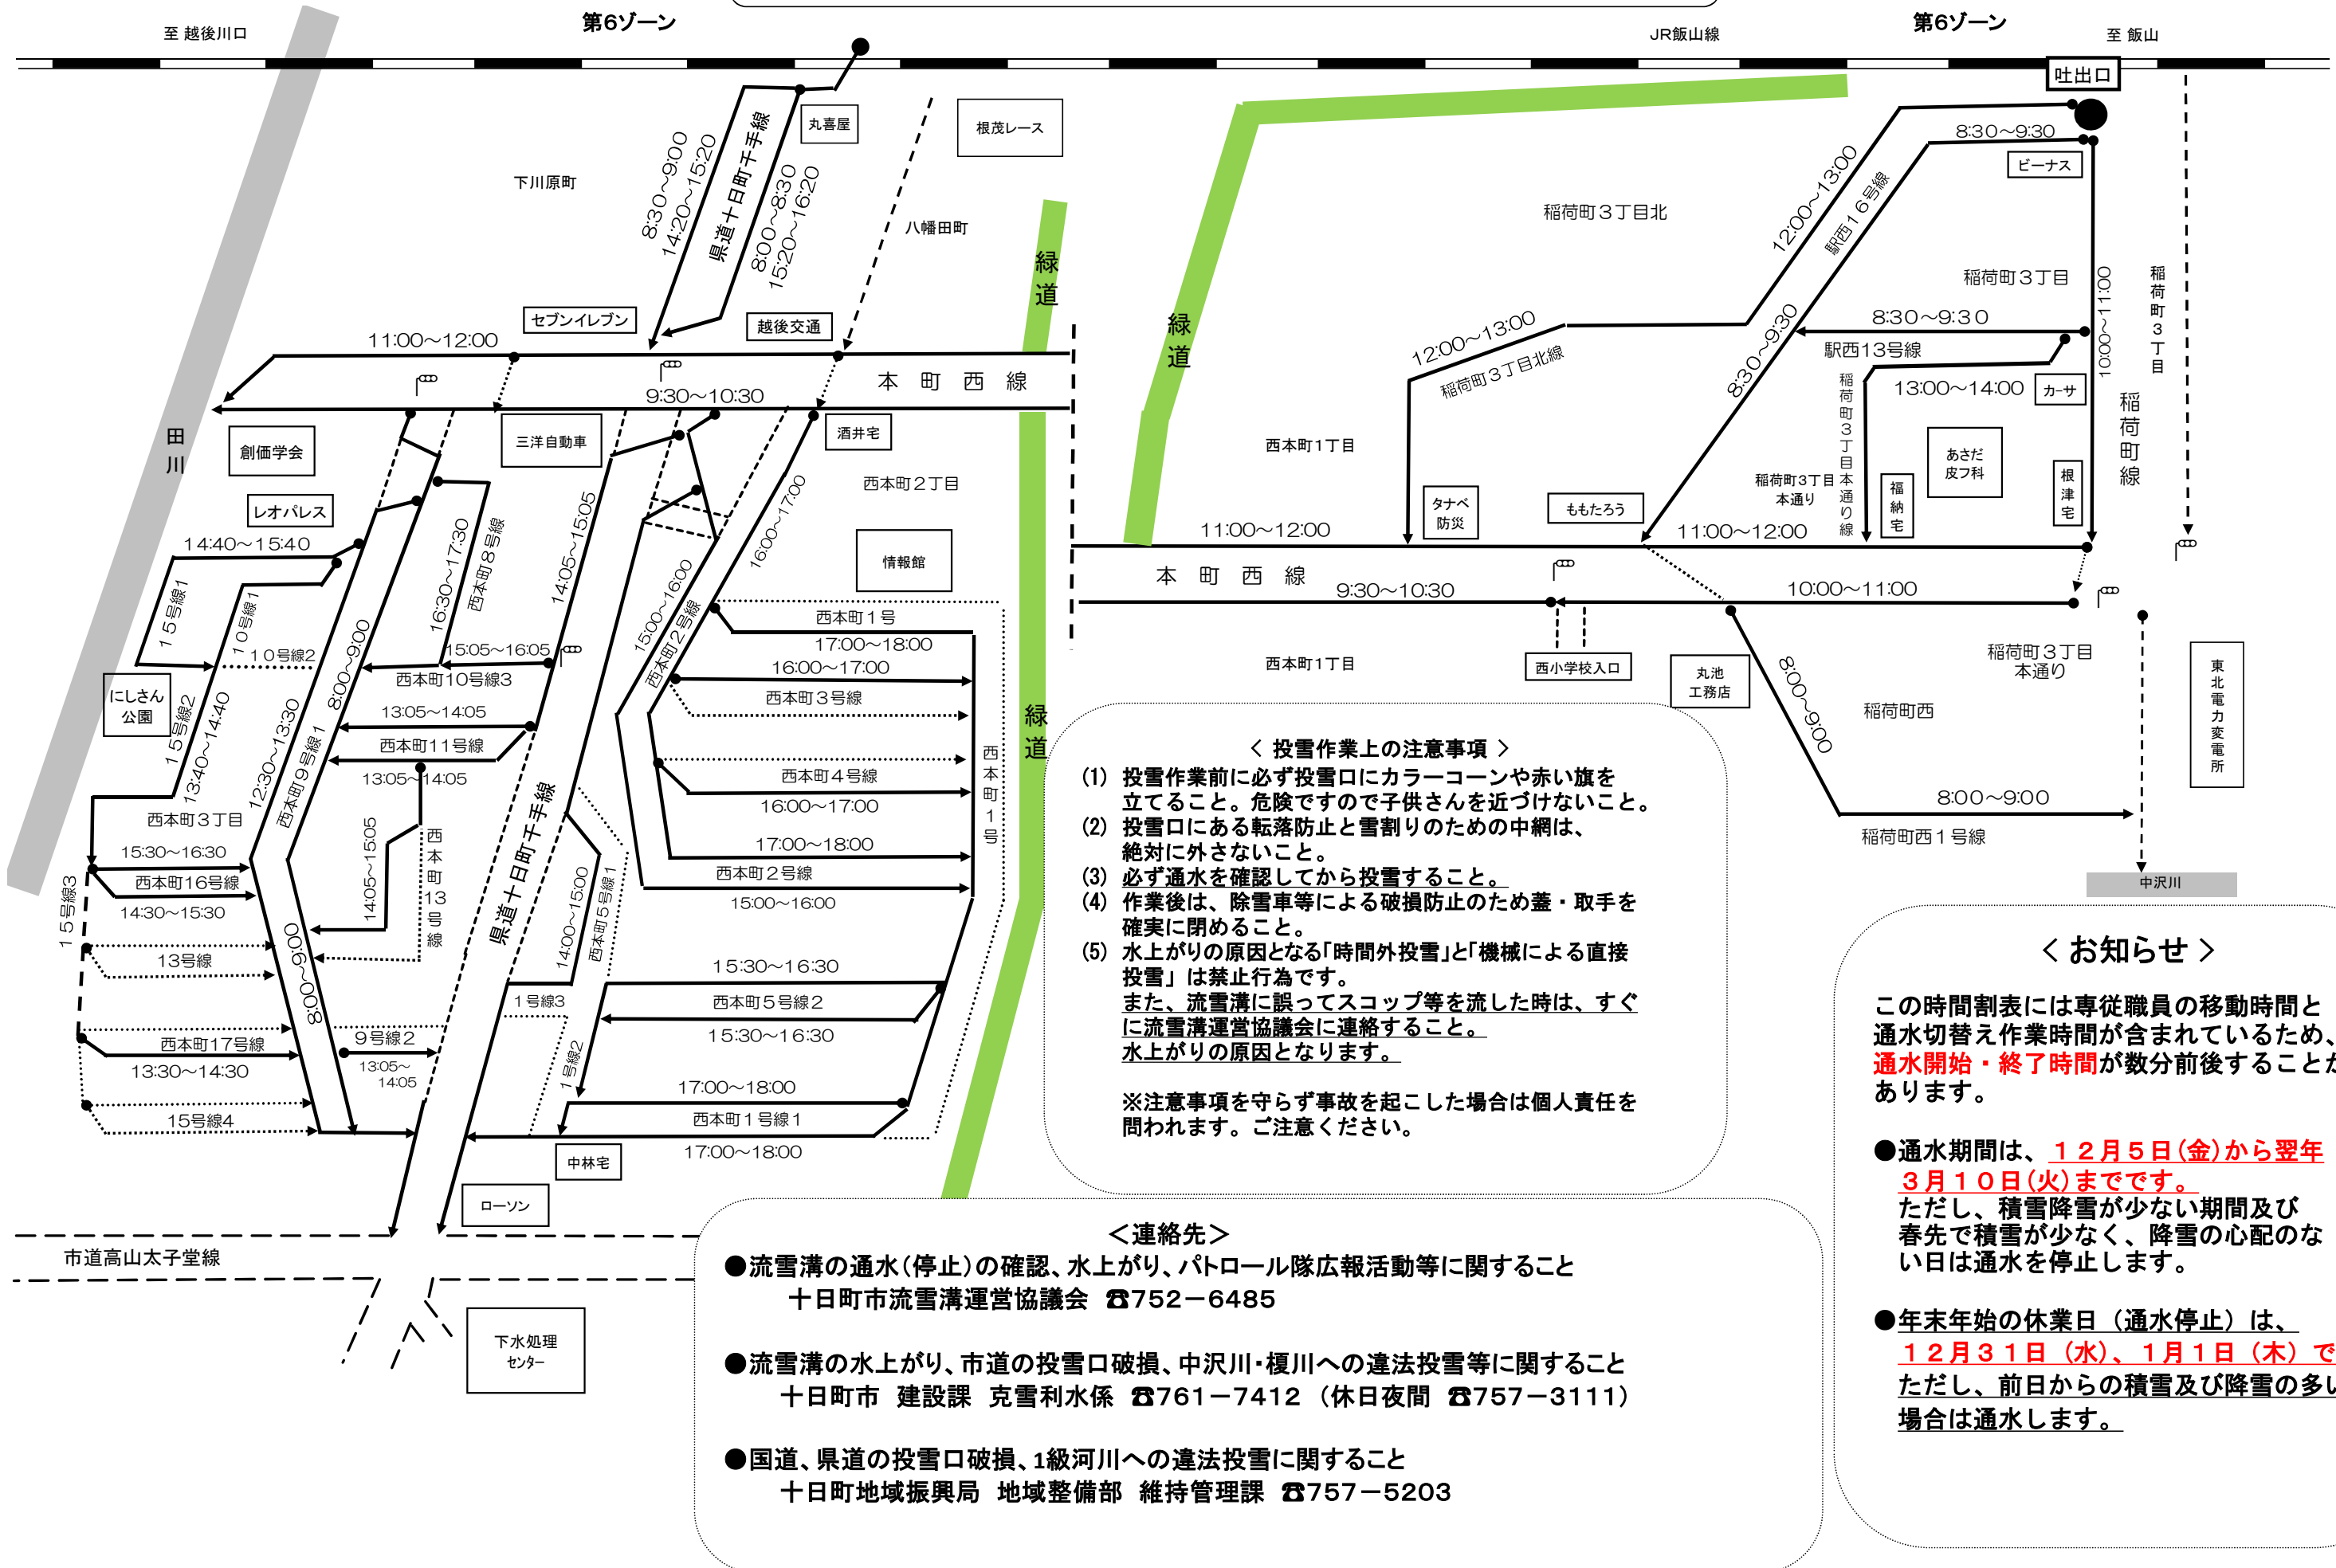 第6ゾーン
第6ゾーン
至 越後川口
JR飯山線
至 飯山
吐出口
丸喜屋
根茂レース
下川原町
八幡田町
県道十日町千手線
8:30～9:00
14:20～15:20
8:00～8:30
15:20～16:20
緑道
セブンイレブン
越後交通
11:00～12:00
本町西線
9:30～10:30
田川
創価学会
三洋自動車
酒井宅
レオパレス
西本町２丁目
情報館
14:40～15:40
１５号線１
１０号線１
１０号線２
にしさん
公園
１５号線２
13:40～14:40
12:30～13:30
西本町９号線１
8:00～9:00
16:30～17:30
西本町８号線
15:05～16:05
西本町10号線3
14:05～15:05
13:05～14:05
西本町11号線
13:05～14:05
14:05～15:05
西本町13号線
西本町３丁目
15:30～16:30
西本町16号線
14:30～15:30
１５号線３
13号線
西本町17号線
13:30～14:30
15号線4
8:00～9:00
９号線２
13:05～
14:05
県道十日町千手線
15:00～16:00
西本町２号線
16:00～17:00
西本町１号
17:00～18:00
16:00～17:00
西本町３号線
西本町４号線
16:00～17:00
17:00～18:00
西本町２号線
15:00～16:00
西本町１号
緑道
14:00～15:00
西本町５号線１
１号線３
１号線２
15:30～16:30
西本町５号線２
15:30～16:30
17:00～18:00
西本町１号線１
17:00～18:00
中林宅
ローソン
市道高山太子堂線
下水処理
センター
緑道
8:30～9:30
ビーナス
12:00～13:00
駅西１６号線
稲荷町３丁目北
稲荷町３丁目
10:00～11:00
稲荷町３丁目
8:30～9:30
駅西13号線
12:00～13:00
稲荷町３丁目北線
8:30～9:30
13:00～14:00
カーサ
稲荷町３丁目本通り線
稲荷町線
西本町１丁目
あさだ
皮フ科
稲荷町3丁目
本通り
福納宅
根津宅
タナベ
防災
ももたろう
11:00～12:00
11:00～12:00
本町西線
9:30～10:30
10:00～11:00
西本町１丁目
西小学校入口
丸池
工務店
稲荷町３丁目
本通り
東北電力変電所
8:00～9:00
稲荷町西
8:00～9:00
稲荷町西１号線
中沢川
＜ 投雪作業上の注意事項 ＞
(1) 投雪作業前に必ず投雪口にカラーコーンや赤い旗を
立てること。危険ですので子供さんを近づけないこと。
(2) 投雪口にある転落防止と雪割りのための中網は、
絶対に外さないこと。
(3) 必ず通水を確認してから投雪すること。
(4) 作業後は、除雪車等による破損防止のため蓋・取手を
確実に閉めること。
(5) 水上がりの原因となる「時間外投雪」と「機械による直接
投雪」は禁止行為です。
また、流雪溝に誤ってスコップ等を流した時は、すぐ
に流雪溝運営協議会に連絡すること。
水上がりの原因となります。
※注意事項を守らず事故を起こした場合は個人責任を
問われます。ご注意ください。
＜ お知らせ ＞
この時間割表には専従職員の移動時間と
通水切替え作業時間が含まれているため、
通水開始・終了時間が数分前後することが
あります。
●通水期間は、１２月５日(金)から翌年
３月１０日(火)までです。
ただし、積雪降雪が少ない期間及び
春先で積雪が少なく、降雪の心配のな
い日は通水を停止します。
●年末年始の休業日（通水停止）は、
１２月３１日（水）、１月１日（木）で
ただし、前日からの積雪及び降雪の多い
場合は通水します。
＜連絡先＞
●流雪溝の通水（停止）の確認、水上がり、パトロール隊広報活動等に関すること
十日町市流雪溝運営協議会 ☎752－6485
●流雪溝の水上がり、市道の投雪口破損、中沢川・榎川への違法投雪等に関すること
十日町市 建設課 克雪利水係 ☎761－7412 （休日夜間 ☎757－3111）
●国道、県道の投雪口破損、1級河川への違法投雪に関すること
十日町地域振興局 地域整備部 維持管理課 ☎757－5203